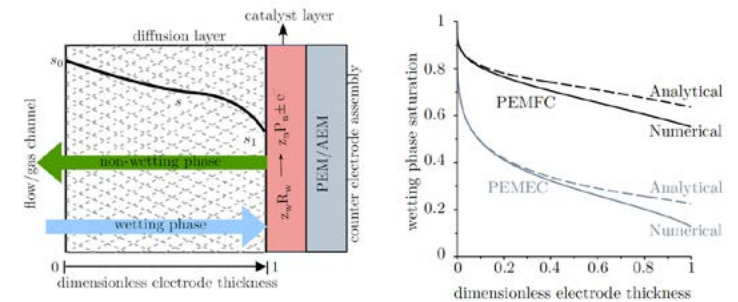 catalyst layer
diffusion layer
s0
s
s1
flow/gas channel
non-wetting phase
wetting phase
zwRw → znPn ± e
PEM/AEM
counter electrode assembly
0
1
dimensionless electrode thickness
wetting phase saturation
1
0.8
0.6
0.4
0.2
0
Analytical
PEMFC
Numerical
PEMEC
Analytical
Numerical
0
0.2
0.4
0.6
0.8
1
dimensionless electrode thickness